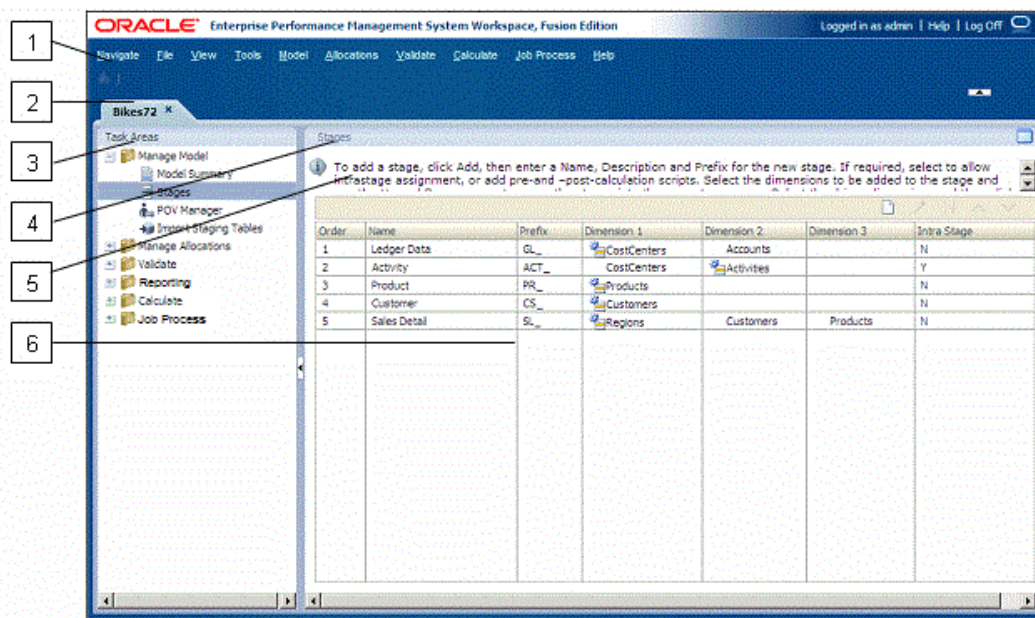 ORACLE Enterprise Performance Management System Workspace, Fusion Edition
Logged in as admin | Help | Log Off
1
Navigate File View Tools Model Allocations Validate Calculate Job Process Help
2
Bikes72 ×
3
Task Areas
Manage Model
Model Summary
Stages
POV Manager
Import Staging Tables
Manage Allocations
Validate
Reporting
Calculate
Job Process
4
Stages
5
To add a stage, click Add, then enter a Name, Description and Prefix for the new stage. If required, select to allow
intrastage assignment, or add pre-and –post-calculation scripts. Select the dimensions to be added to the stage and
Order Name Prefix Dimension 1 Dimension 2 Dimension 3 Intra Stage
1 Ledger Data GL_ CostCenters Accounts N
2 Activity ACT_ CostCenters Activities Y
3 Product PR_ Products N
4 Customer CS_ Customers N
5 Sales Detail SL_ Regions Customers Products N
6